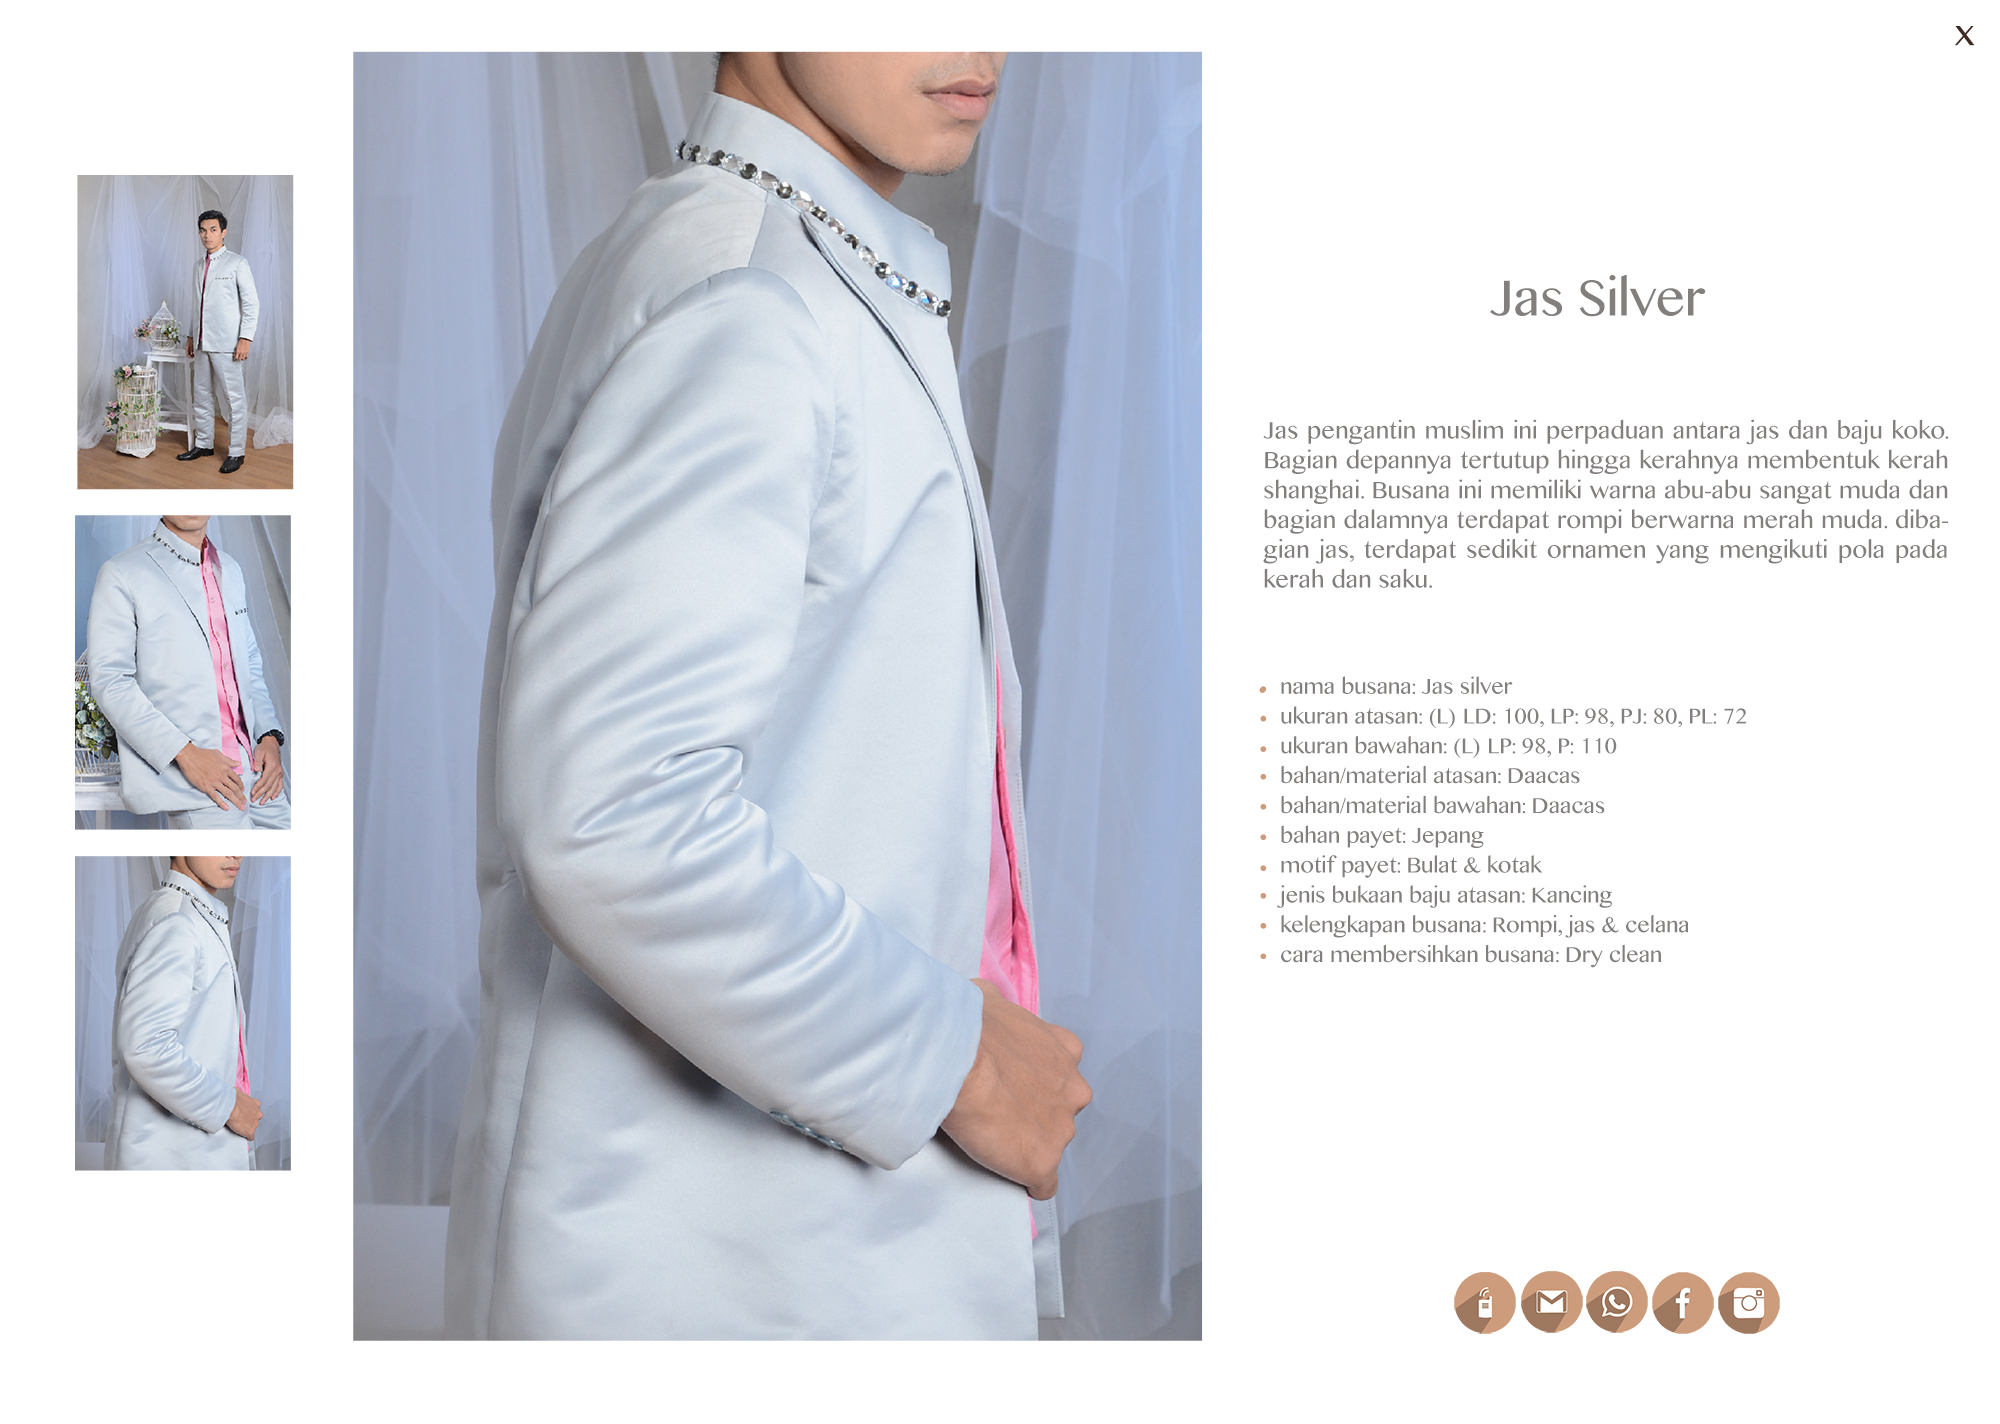 X
Jas Silver
Jas pengantin muslim ini perpaduan antara jas dan baju koko.
Bagian depannya tertutup hingga kerahnya membentuk kerah
shanghai. Busana ini memiliki warna abu-abu sangat muda dan
bagian dalamnya terdapat rompi berwarna merah muda. diba-
gian jas, terdapat sedikit ornamen yang mengikuti pola pada
kerah dan saku.
• nama busana: Jas silver
• ukuran atasan: (L) LD: 100, LP: 98, PJ: 80, PL: 72
• ukuran bawahan: (L) LP: 98, P: 110
• bahan/material atasan: Daacas
• bahan/material bawahan: Daacas
• bahan payet: Jepang
• motif payet: Bulat & kotak
• jenis bukaan baju atasan: Kancing
• kelengkapan busana: Rompi, jas & celana
• cara membersihkan busana: Dry clean